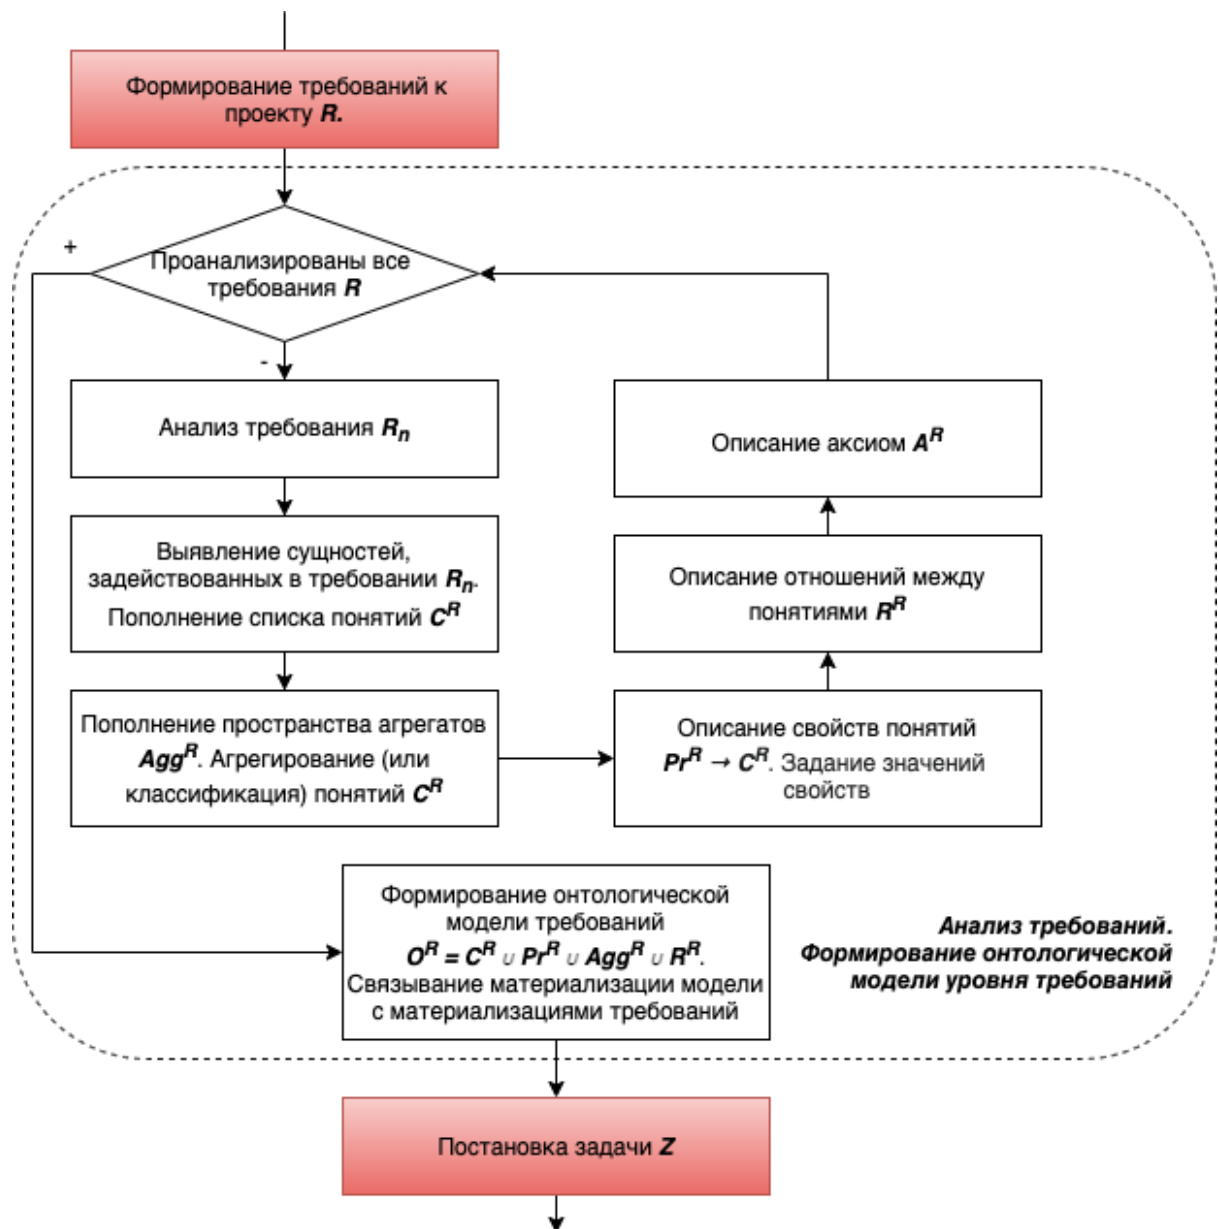 Формирование требований к
проекту R.
+
Проанализированы все
требования R
-
Анализ требования Rₙ
Выявление сущностей,
задействованных в требовании Rₙ.
Пополнение списка понятий Cᴿ
Пополнение пространства агрегатов
Aggᴿ. Агрегирование (или
классификация) понятий Cᴿ
Описание свойств понятий
Prᴿ → Cᴿ. Задание значений
свойств
Описание отношений между
понятиями Rᴿ
Описание аксиом Aᴿ
Формирование онтологической
модели требований
Oᴿ = Cᴿ ∪ Prᴿ ∪ Aggᴿ ∪ Rᴿ.
Связывание материализации модели
с материализациями требований
Анализ требований.
Формирование онтологической
модели уровня требований
Постановка задачи Z